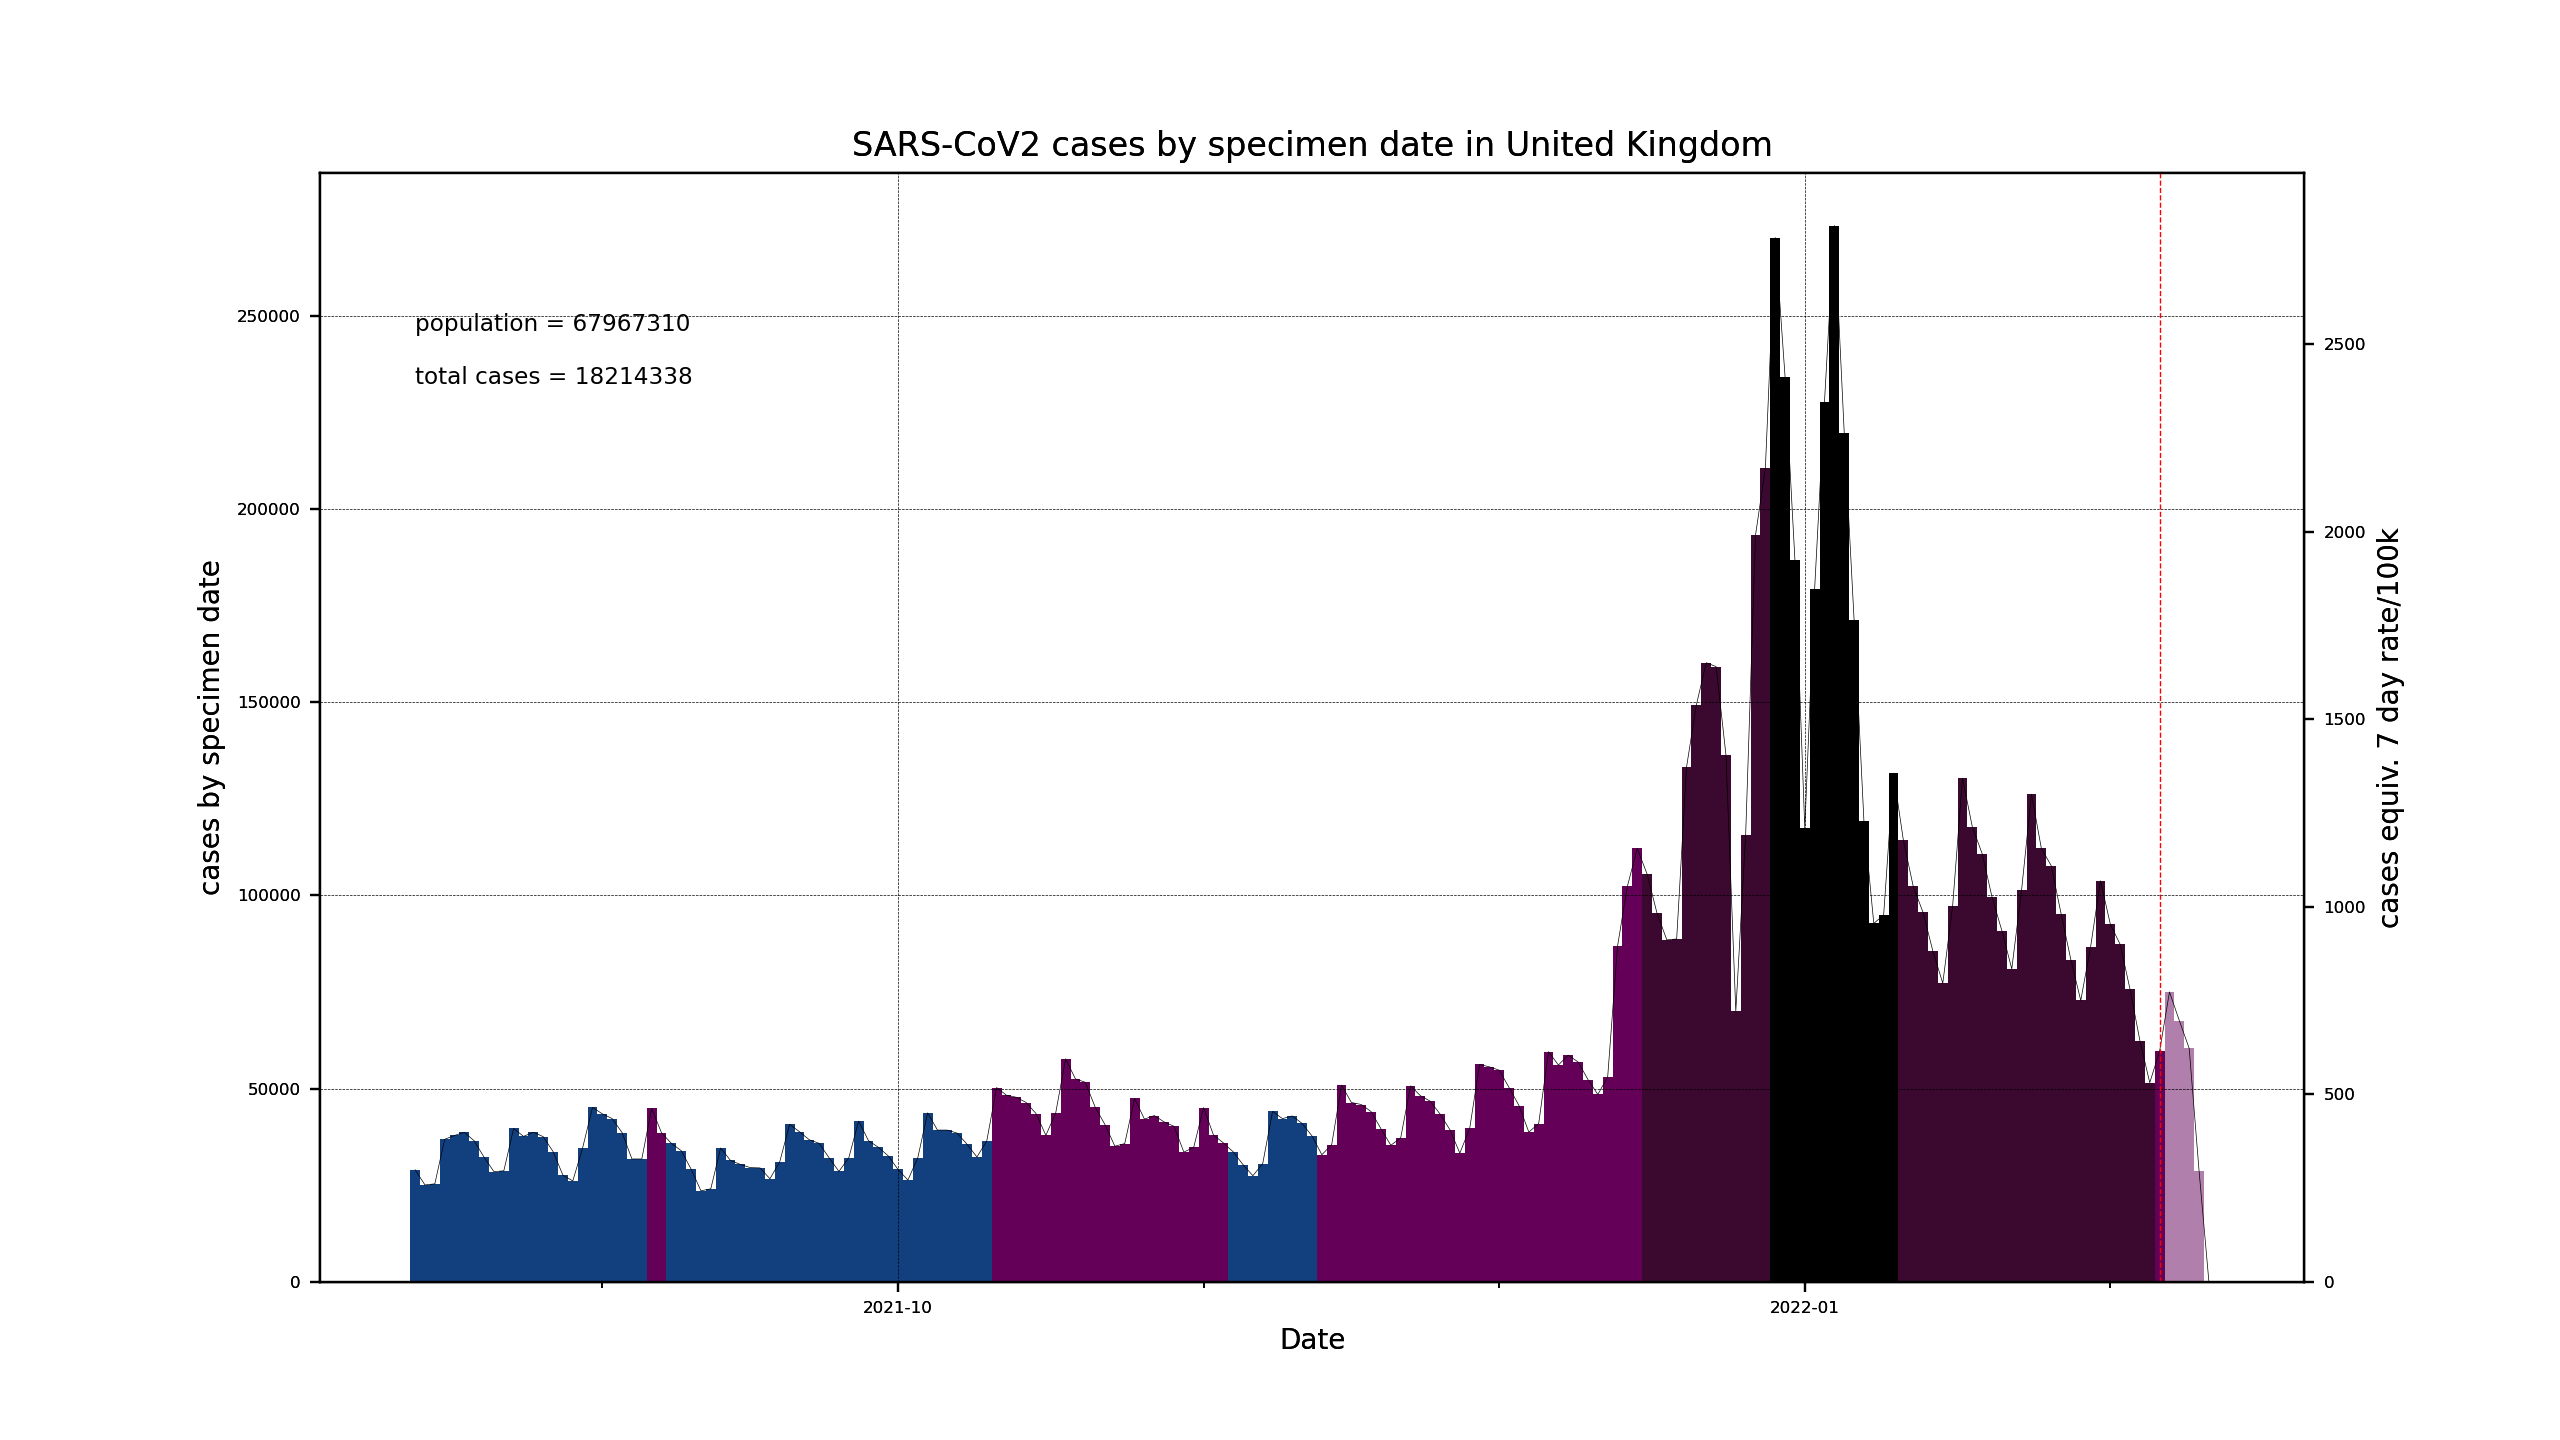 SARS-CoV2 cases by specimen date in United Kingdom
population = 67967310
total cases = 18214338
cases by specimen date
250000
200000
150000
100000
50000
0
2500
2000
1500
1000
500
0
cases equiv. 7 day rate/100k
2021-10
2022-01
Date